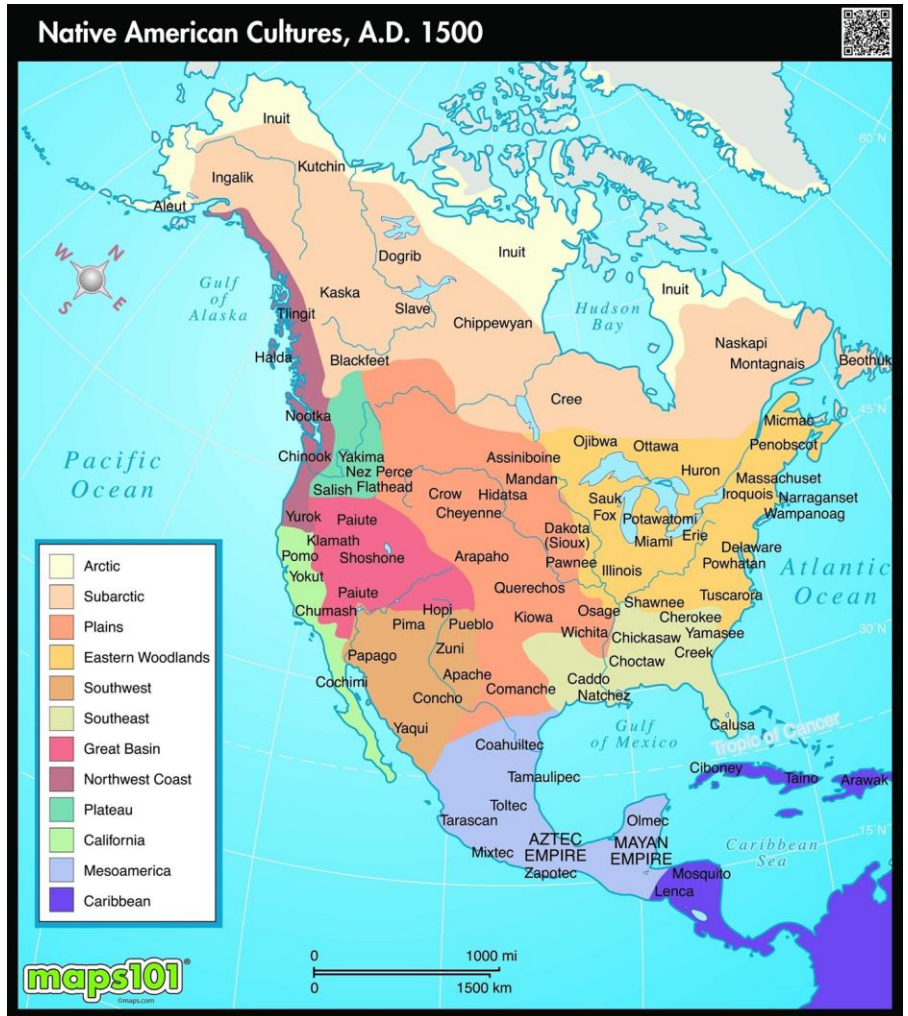 Native American Cultures, A.D. 1500
60°N
Inuit
Kutchin
Ingalik
Aleut
Dogrib
Inuit
W N
S E
Gulf
of
Alaska
Kaska
Slave
Tlingit
Chippewyan
Hudson
Bay
Inuit
Naskapi
Montagnais
Beothuk
Haida
Blackfeet
Cree
45°N
Nootka
Micmac
Penobscot
Ojibwa
Ottawa
Pacific
Ocean
Chinook
Yakima
Nez Perce
Salish
Flathead
Assiniboine
Mandan
Hidatsa
Crow
Cheyenne
Huron
Massachuset
Iroquois
Narraganset
Wampanoag
Sauk
Fox
Potawatomi
Yurok
Paiute
Klamath
Shoshone
Pomo
Yokut
Paiute
Chumash
Arapaho
Dakota
(Sioux)
Pawnee
Miami
Erie
Illinois
Delaware
Powhatan
Atlantic
Ocean
Querechos
Tuscarora
Shawnee
Cherokee
Hopi
Pima
Pueblo
Kiowa
Osage
Wichita
Chickasaw
Yamasee
Creek
Choctaw
30°N
Papago
Zuni
Apache
Cochimi
Concho
Comanche
Caddo
Natchez
Yaqui
Calusa
Gulf
of Mexico
Tropic of Cancer
Coahuiltec
Ciboney
Taino
Arawak
Tamaulipec
Toltec
Tarascan
Olmec
15°N
AZTEC
EMPIRE
MAYAN
EMPIRE
Mixtec
Zapotec
Caribbean
Sea
Mosquito
Lenca
Arctic
Subarctic
Plains
Eastern Woodlands
Southwest
Southeast
Great Basin
Northwest Coast
Plateau
California
Mesoamerica
Caribbean
0 1000 mi
0 1500 km
maps101®
©maps.com